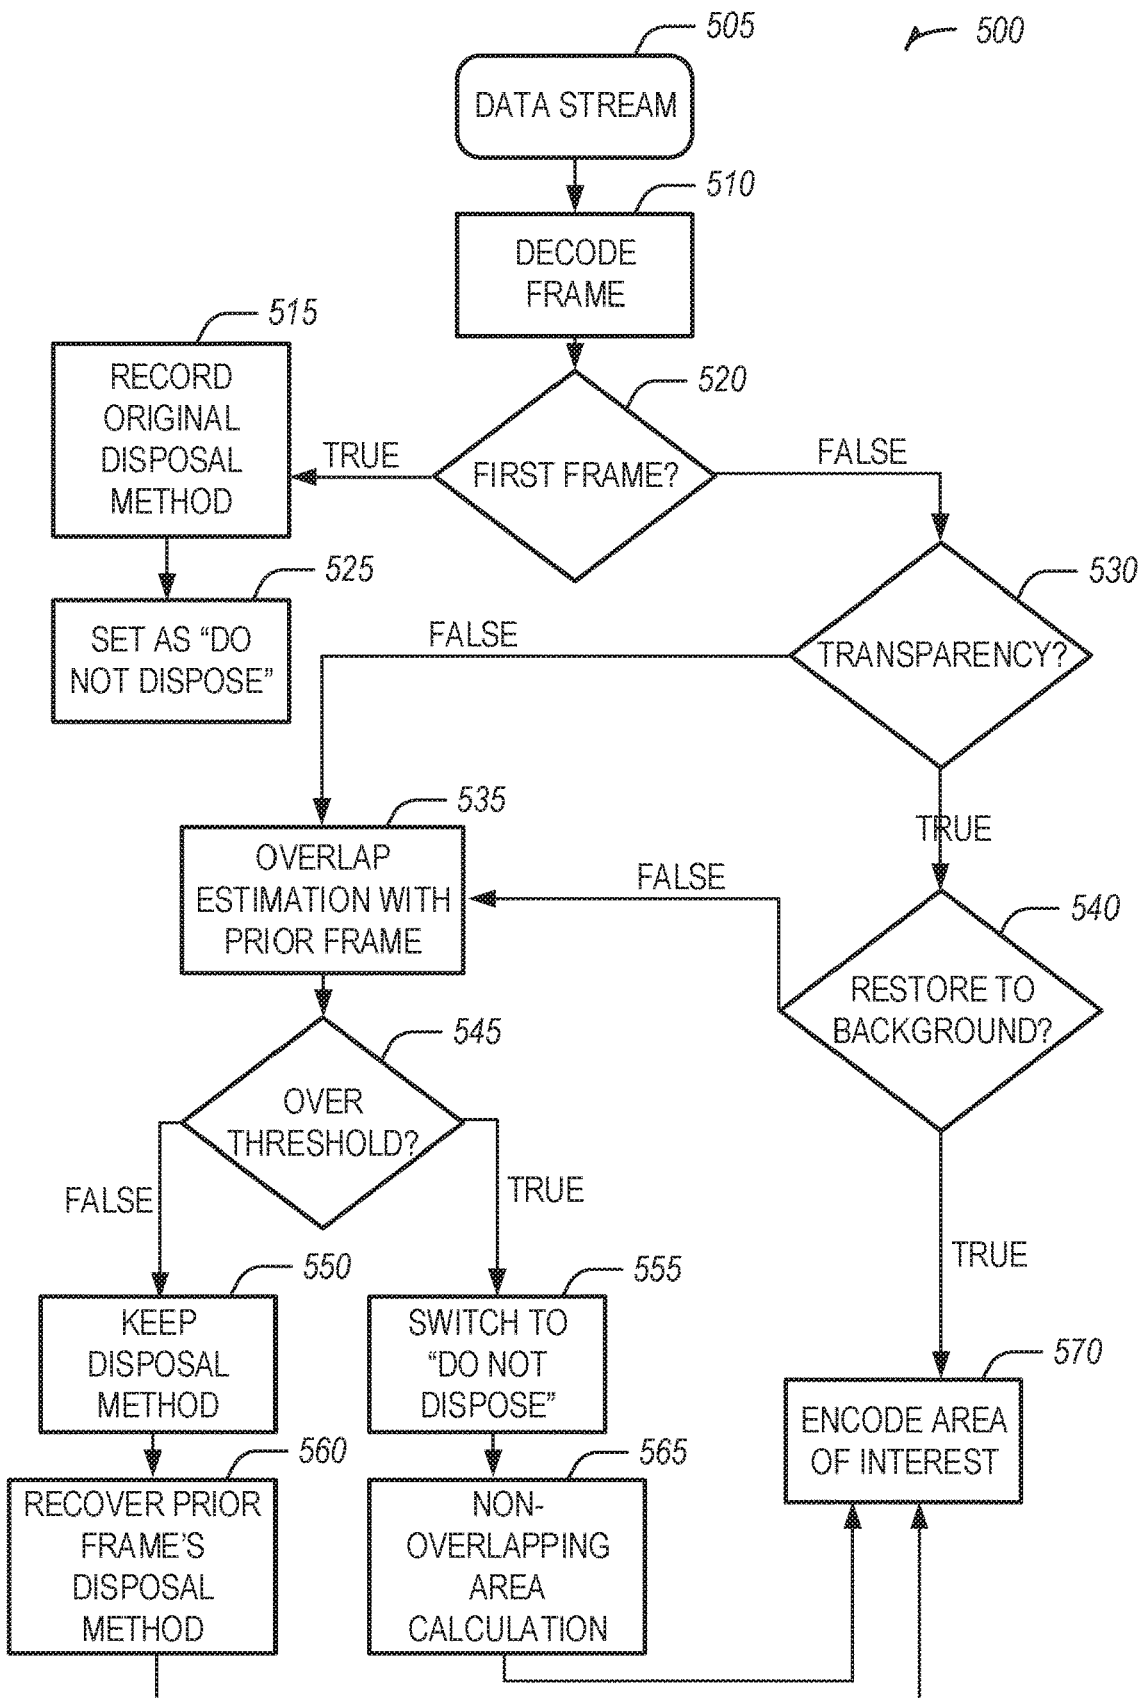 505
500
DATA STREAM
510
DECODE
FRAME
515
RECORD
ORIGINAL
DISPOSAL
METHOD
520
TRUE
FIRST FRAME?
FALSE
525
SET AS “DO
NOT DISPOSE”
530
FALSE
TRANSPARENCY?
535
OVERLAP
ESTIMATION WITH
PRIOR FRAME
TRUE
FALSE
540
RESTORE TO
BACKGROUND?
545
OVER
THRESHOLD?
FALSE
TRUE
TRUE
550
KEEP
DISPOSAL
METHOD
555
SWITCH TO
“DO NOT
DISPOSE”
570
ENCODE AREA
OF INTEREST
560
RECOVER PRIOR
FRAME’S
DISPOSAL
METHOD
565
NON-
OVERLAPPING
AREA
CALCULATION